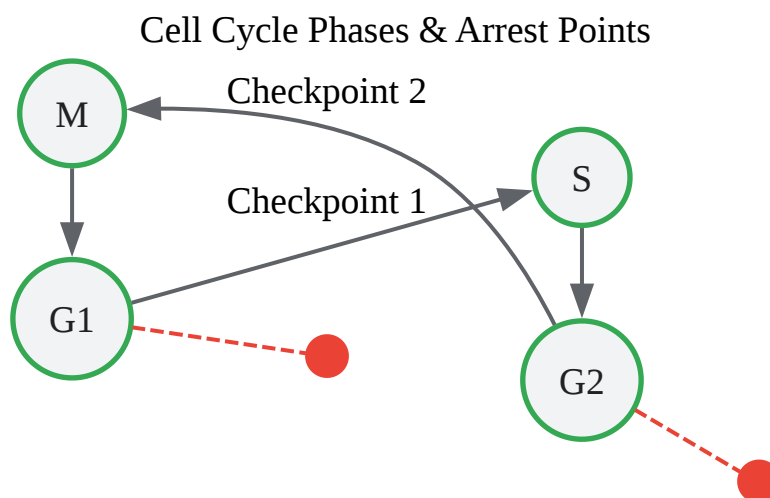 Cell Cycle Phases & Arrest Points
Checkpoint 2
M
S
Checkpoint 1
G1
G2